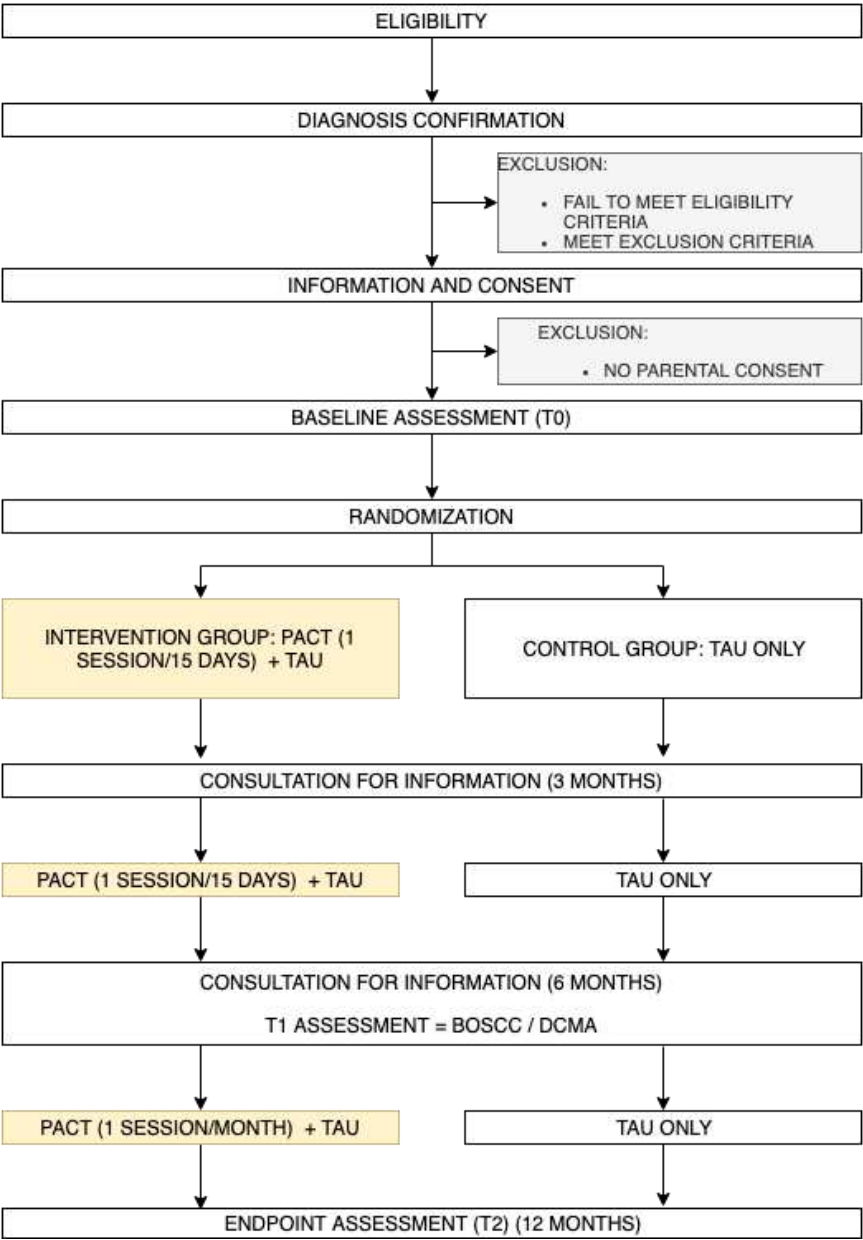 ELIGIBILITY
DIAGNOSIS CONFIRMATION
EXCLUSION:
• FAIL TO MEET ELIGIBILITY
CRITERIA
• MEET EXCLUSION CRITERIA
INFORMATION AND CONSENT
EXCLUSION:
• NO PARENTAL CONSENT
BASELINE ASSESSMENT (T0)
RANDOMIZATION
INTERVENTION GROUP: PACT (1
SESSION/15 DAYS) + TAU
CONTROL GROUP: TAU ONLY
CONSULTATION FOR INFORMATION (3 MONTHS)
PACT (1 SESSION/15 DAYS) + TAU
TAU ONLY
CONSULTATION FOR INFORMATION (6 MONTHS)
T1 ASSESSMENT = BOSCC / DCMA
PACT (1 SESSION/MONTH) + TAU
TAU ONLY
ENDPOINT ASSESSMENT (T2) (12 MONTHS)